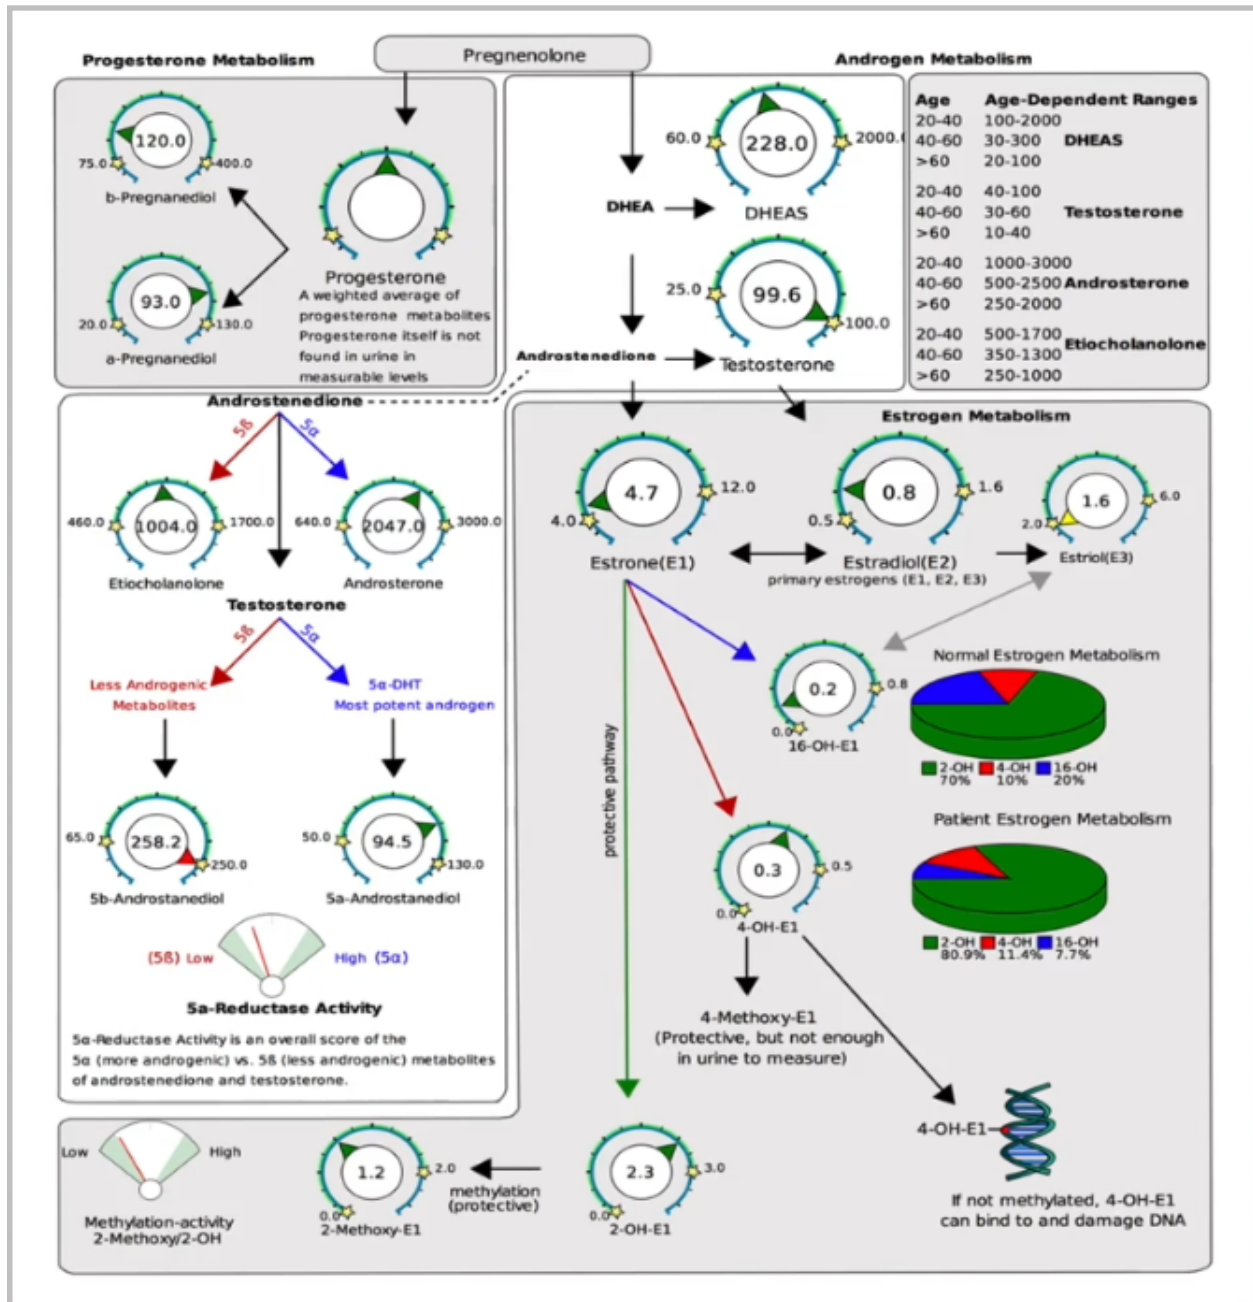 Pregnenolone
Progesterone Metabolism
120.0
75.0
400.0
b-Pregnanediol
93.0
20.0
130.0
a-Pregnanediol
Progesterone
A weighted average of
progesterone metabolites
Progesterone itself is not
found in urine in
measurable levels
Androgen Metabolism
60.0
228.0
2000.
DHEA
DHEAS
25.0
99.6
100.0
Androstenedione
Testosterone
Age Age-Dependent Ranges
20-40 100-2000
40-60 30-300 DHEAS
>60 20-100
20-40 40-100
40-60 30-60 Testosterone
>60 10-40
20-40 1000-3000
40-60 500-2500 Androsterone
>60 250-2000
20-40 500-1700
40-60 350-1300 Etiocholanolone
>60 250-1000
Androstenedione
5ß
5α
460.0
1004.0
1700.0
Etiocholanolone
640.0
2047.0
3000.0
Androsterone
Testosterone
5ß
5α
Less Androgenic
Metabolites
5α-DHT
Most potent androgen
65.0
258.2
250.0
5b-Androstanediol
50.0
94.5
130.0
5a-Androstanediol
(5ß) Low
High (5α)
5a-Reductase Activity
5α-Reductase Activity is an overall score of the
5α (more androgenic) vs. 5ß (less androgenic) metabolites
of androstenedione and testosterone.
Estrogen Metabolism
4.7
4.0
12.0
Estrone(E1)
0.8
0.5
1.6
Estradiol(E2)
primary estrogens (E1, E2, E3)
1.6
2.0
6.0
Estriol(E3)
0.2
0.0
0.8
16-OH-E1
protective pathway
Normal Estrogen Metabolism
2-OH 4-OH 16-OH
70% 10% 20%
Patient Estrogen Metabolism
2-OH 4-OH 16-OH
80.9% 11.4% 7.7%
0.3
0.0
0.5
4-OH-E1
4-Methoxy-E1
(Protective, but not enough
in urine to measure)
4-OH-E1
If not methylated, 4-OH-E1
can bind to and damage DNA
Low
High
Methylation-activity
2-Methoxy/2-OH
1.2
0.0
2.0
2-Methoxy-E1
methylation
(protective)
2.3
0.0
3.0
2-OH-E1